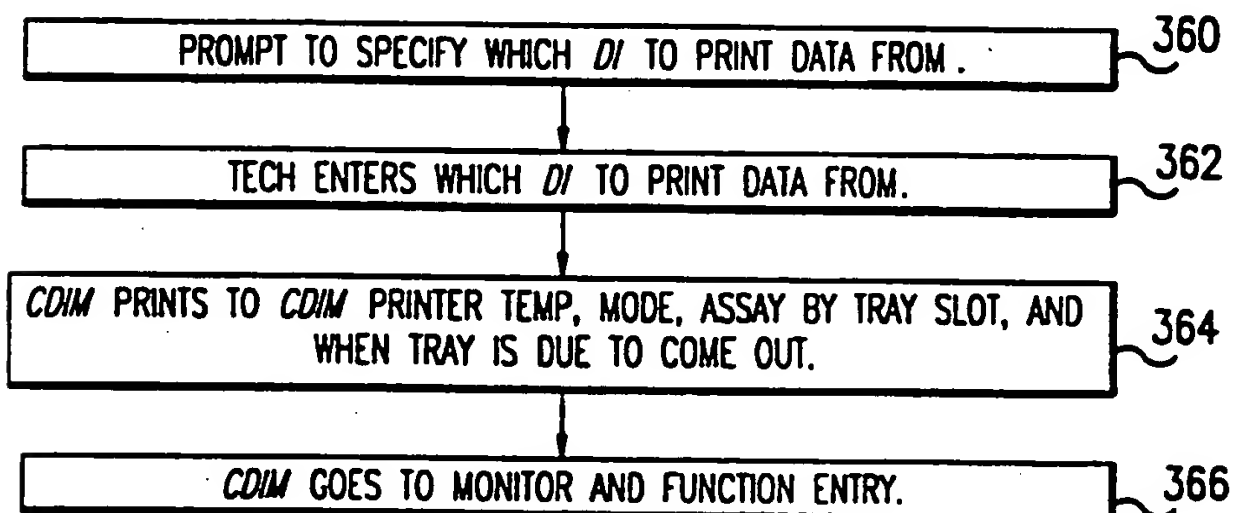 PROMPT TO SPECIFY WHICH DI TO PRINT DATA FROM.
360
TECH ENTERS WHICH DI TO PRINT DATA FROM.
362
CDIM PRINTS TO CDIM PRINTER TEMP, MODE, ASSAY BY TRAY SLOT, AND
WHEN TRAY IS DUE TO COME OUT.
364
CDIM GOES TO MONITOR AND FUNCTION ENTRY.
366